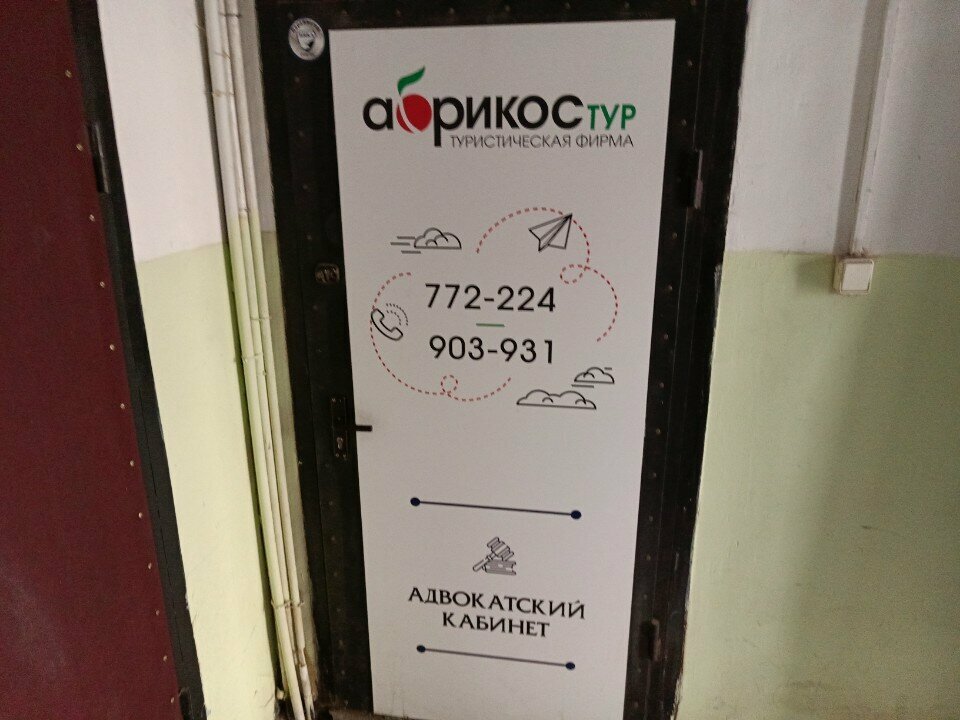 абрикос ТУР
ТУРИСТИЧЕСКАЯ ФИРМА
772-224
903-931
АДВОКАТСКИЙ
КАБИНЕТ